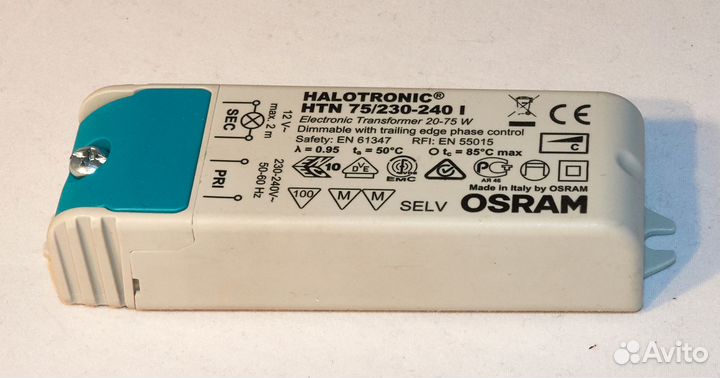 HALOTRONIC®
HTN 75/230-240 I
Electronic Transformer 20-75 W
Dimmable with trailing edge phase control
Safety: EN 61347 RFI: EN 55015
λ = 0.95 ta = 50°C tc = 85°C max
12 V~
max. 2 m
SEC
PRI
230-240V~
50-60 Hz
10
DVE
EMC
AR 46
C
CE
100 M M
SELV
Made in Italy by OSRAM
OSRAM
Avito